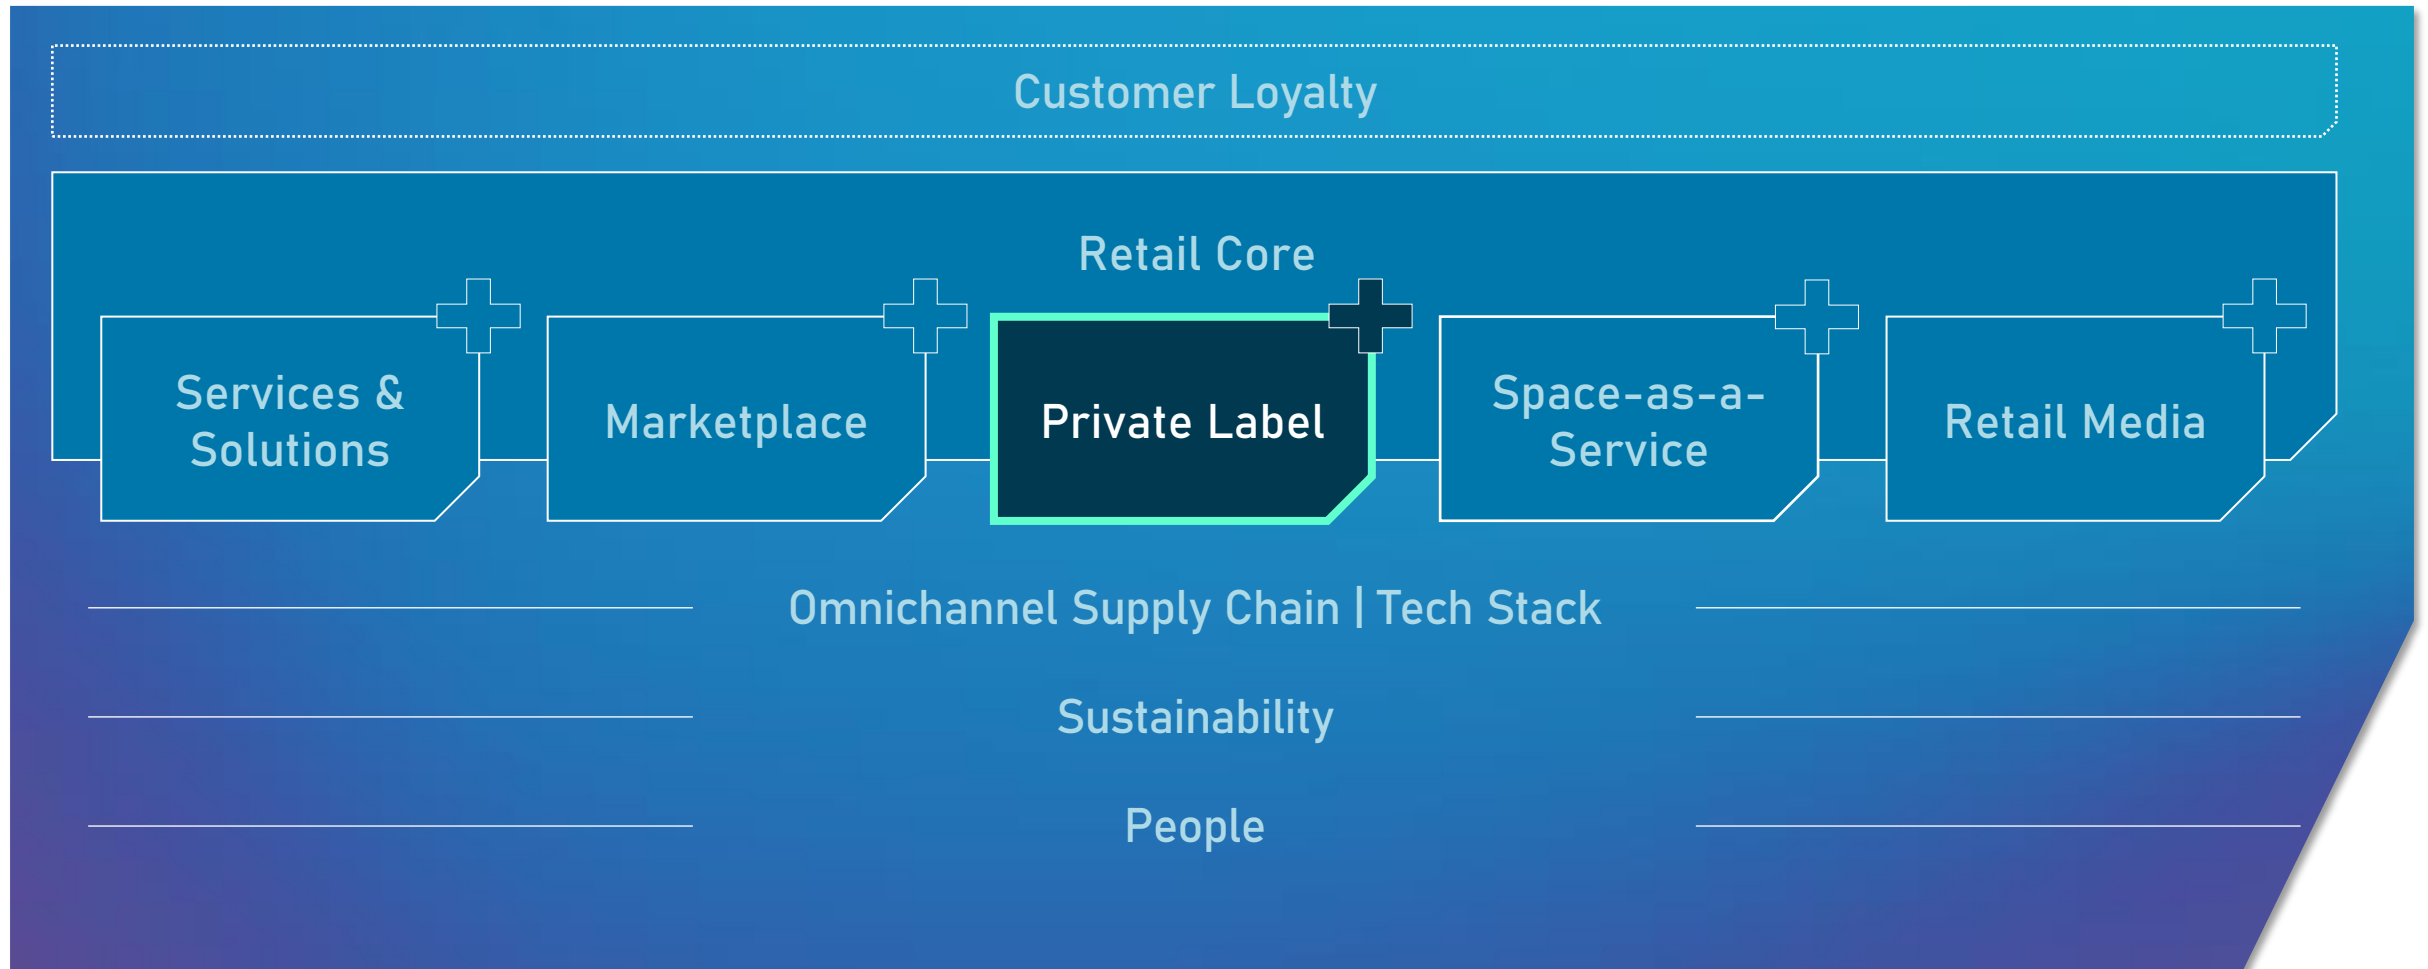 Customer Loyalty
Retail Core
Services &
Solutions
Marketplace
Private Label
Space-as-a-
Service
Retail Media
Omnichannel Supply Chain | Tech Stack
Sustainability
People